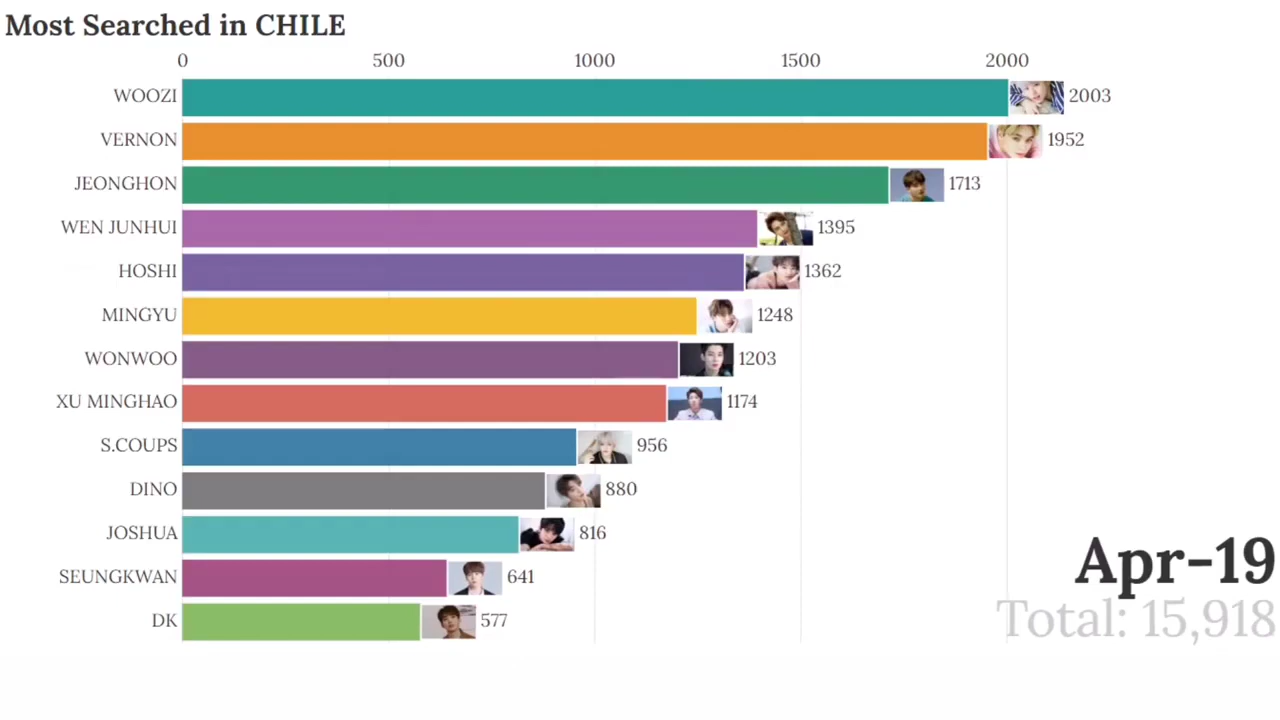 Most Searched in CHILE
0 500 1000 1500 2000
WOOZI 2003
VERNON 1952
JEONGHON 1713
WEN JUNHUI 1395
HOSHI 1362
MINGYU 1248
WONWOO 1203
XU MINGHAO 1174
S.COUPS 956
DINO 880
JOSHUA 816
SEUNGKWAN 641
DK 577
Apr-19
Total: 15,918